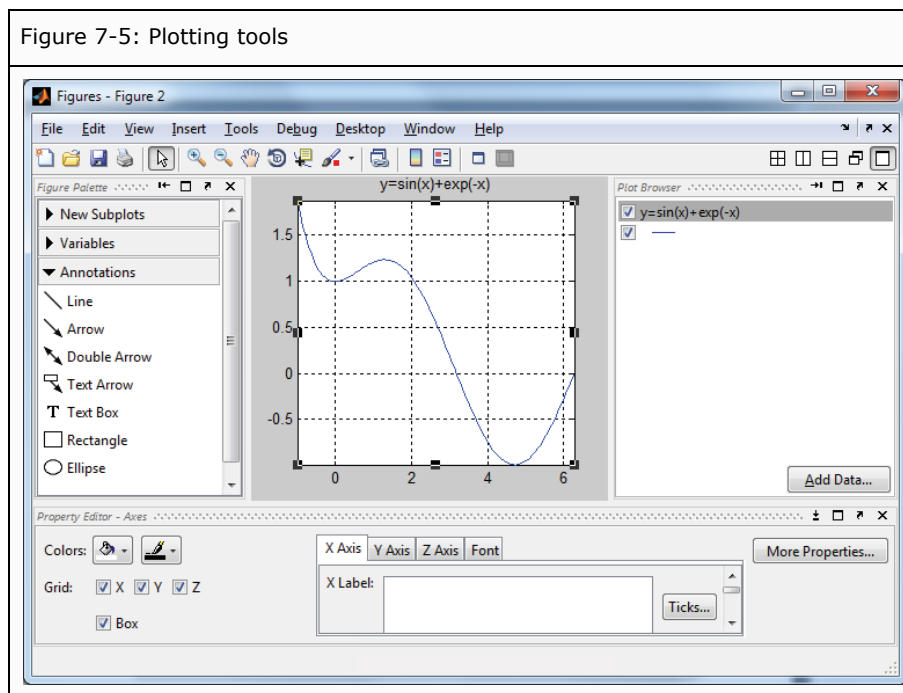 Figure 7-5: Plotting tools
Figures - Figure 2
File Edit View Insert Tools Debug Desktop Window Help
Figure Palette
New Subplots
Variables
Annotations
Line
Arrow
Double Arrow
Text Arrow
T Text Box
Rectangle
Ellipse
y=sin(x)+exp(-x)
1.5
1
0.5
0
-0.5
0 2 4 6
Plot Browser
y=sin(x)+exp(-x)
Add Data...
Property Editor - Axes
Colors:
Grid: X Y Z
Box
X Axis Y Axis Z Axis Font
X Label:
Ticks...
More Properties...